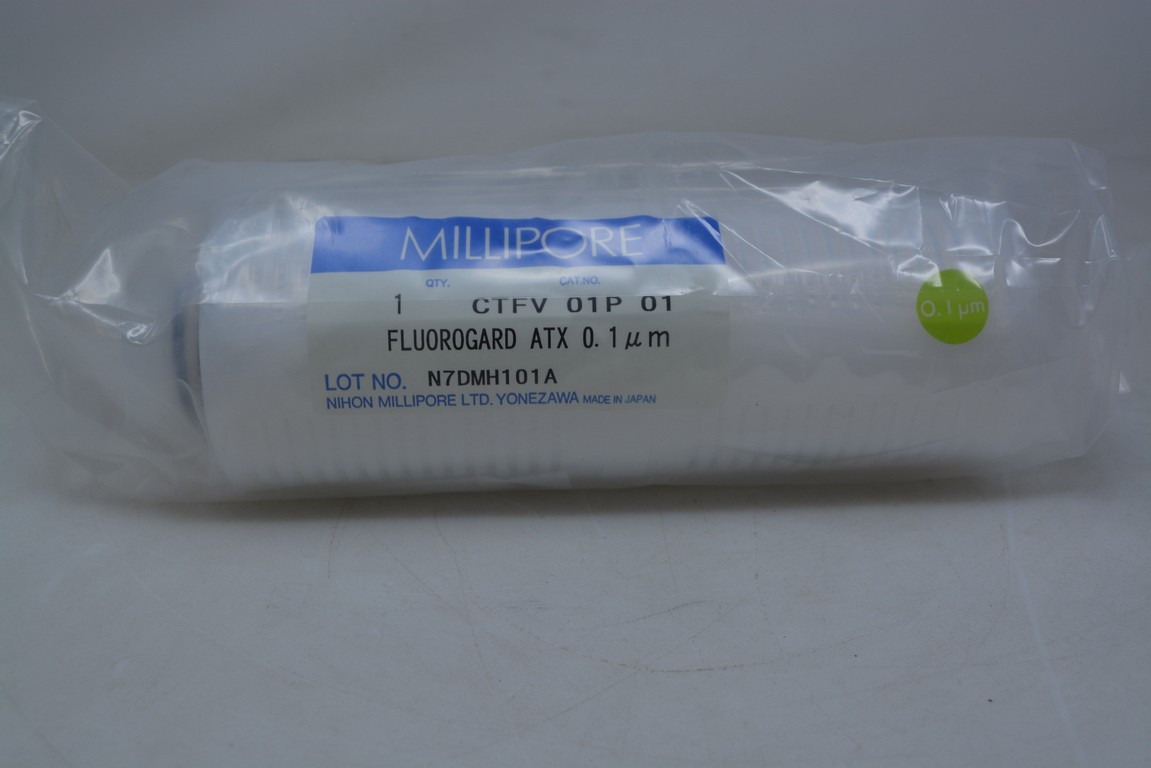 MILLIPORE
QTY. CAT.NO.
1 CTFV 01P 01
FLUOROGARD ATX 0.1μm
LOT NO. N7DMH101A
NIHON MILLIPORE LTD. YONEZAWA MADE IN JAPAN
0.1μm